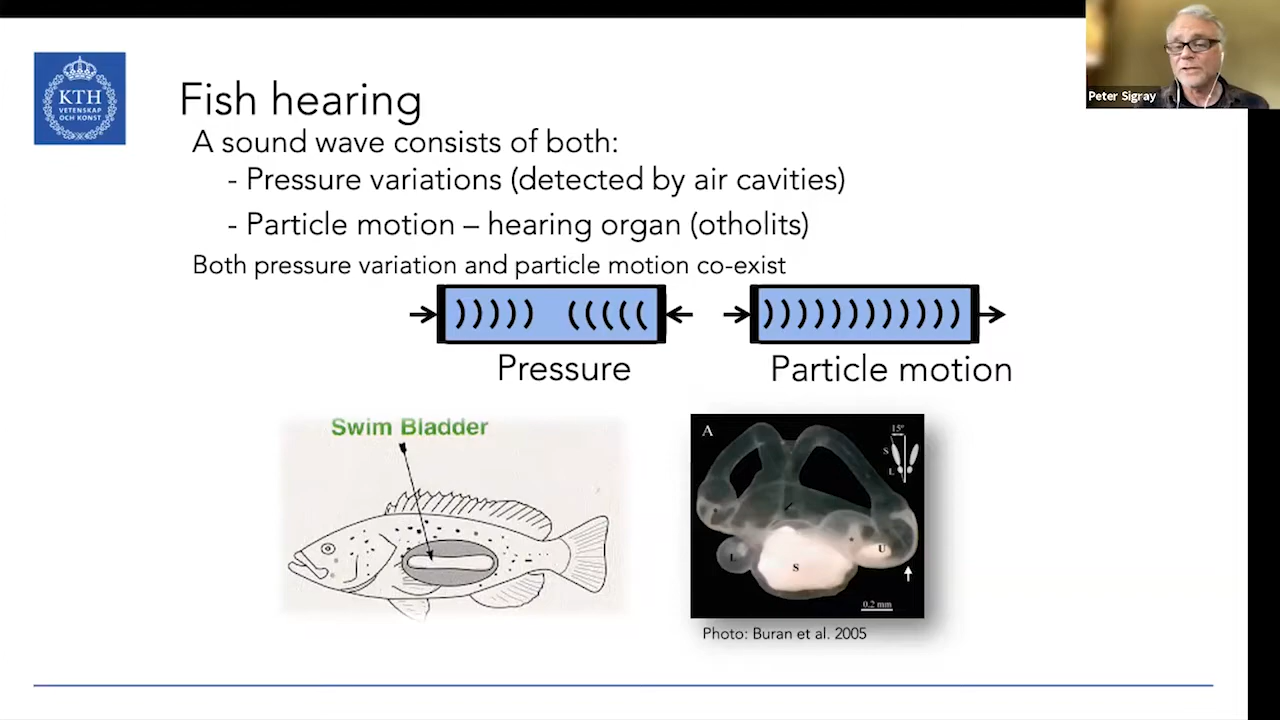 KTH
VETENSKAP
OCH KONST
Fish hearing
A sound wave consists of both:
- Pressure variations (detected by air cavities)
- Particle motion – hearing organ (otholits)
Both pressure variation and particle motion co-exist
Pressure
Particle motion
Swim Bladder
A
15°
S
L
L
S
U
0.2 mm
Photo: Buran et al. 2005
Peter Sigray